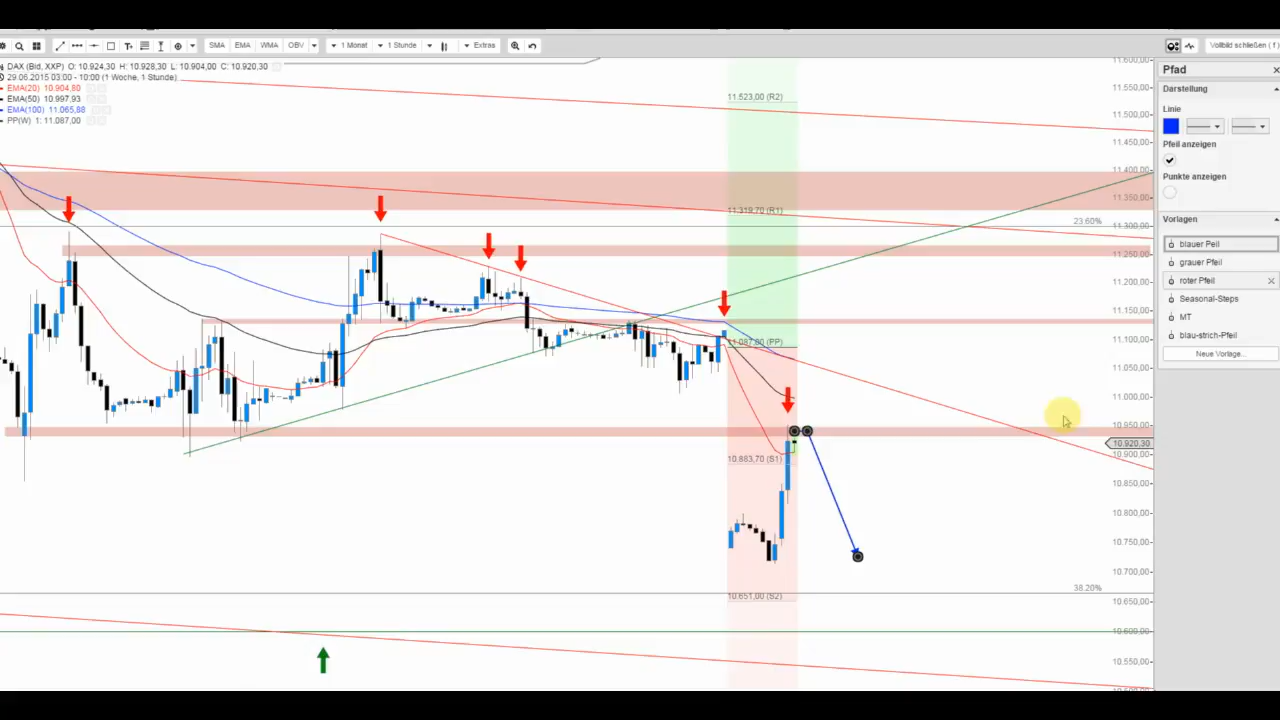 SMA EMA WMA OBV 1 Monat 1 Stunde Extras Vollbild schließen ( f )
DAX (Bid, XXP) O: 10.924,30 H: 10.928,30 L: 10.904,00 C: 10.920,30
29.06.2015 03:00 - 10:00 (1 Woche, 1 Stunde)
EMA(20) 10.904,80
EMA(50) 10.997,93
EMA(100) 11.065,88
PP(W) 1: 11.087,00
11.523,00 (R2)
11.319,70 (R1)
11.087,00 (PP)
10.883,70 (S1)
10.651,00 (S2)
23.60%
38.20%
11.600,00
11.550,00
11.500,00
11.450,00
11.400,00
11.350,00
11.300,00
11.250,00
11.200,00
11.150,00
11.100,00
11.050,00
11.000,00
10.950,00
10.920,30
10.900,00
10.850,00
10.800,00
10.750,00
10.700,00
10.650,00
10.600,00
10.550,00
Pfad
Darstellung
Linie
Pfeil anzeigen
Punkte anzeigen
Vorlagen
blauer Peil
grauer Pfeil
roter Pfeil
Seasonal-Steps
MT
blau-strich-Pfeil
Neue Vorlage...